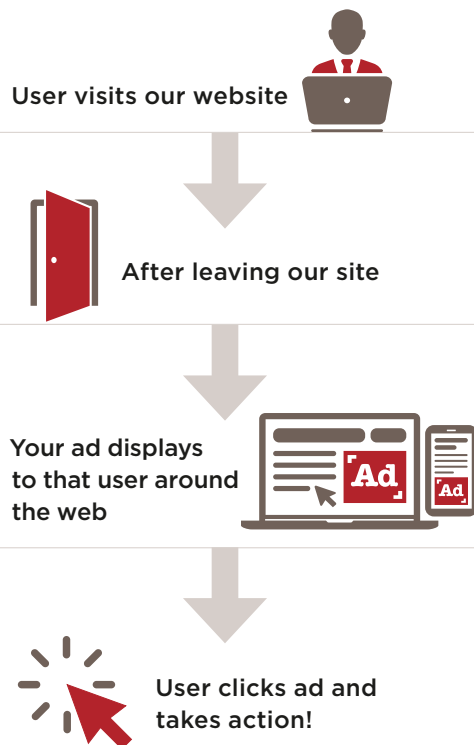 User visits our website
After leaving our site
Your ad displays
to that user around
the web
Ad
Ad
User clicks ad and
takes action!